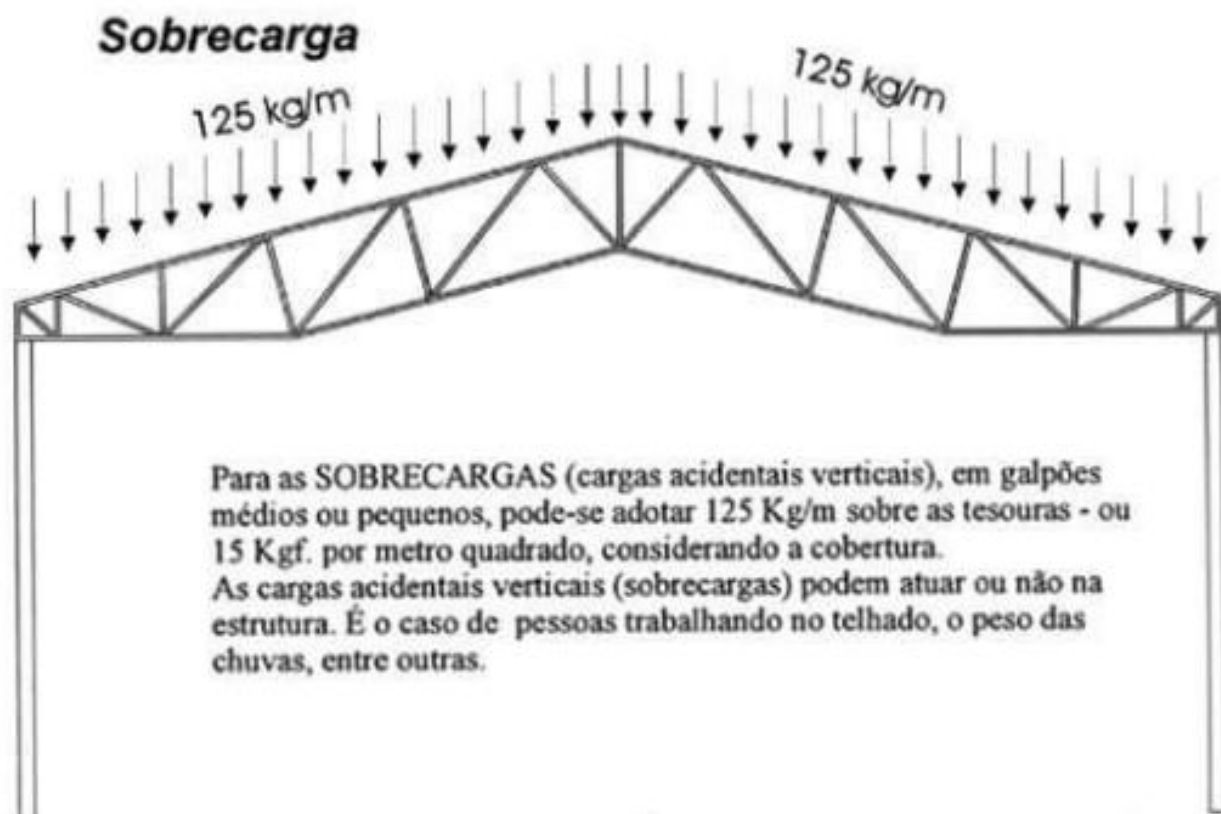 Sobrecarga
125 kg/m
125 kg/m
Para as SOBRECARGAS (cargas acidentais verticais), em galpões
médios ou pequenos, pode-se adotar 125 Kg/m sobre as tesouras - ou
15 Kgf. por metro quadrado, considerando a cobertura.
As cargas acidentais verticais (sobrecargas) podem atuar ou não na
estrutura. É o caso de pessoas trabalhando no telhado, o peso das
chuvas, entre outras.